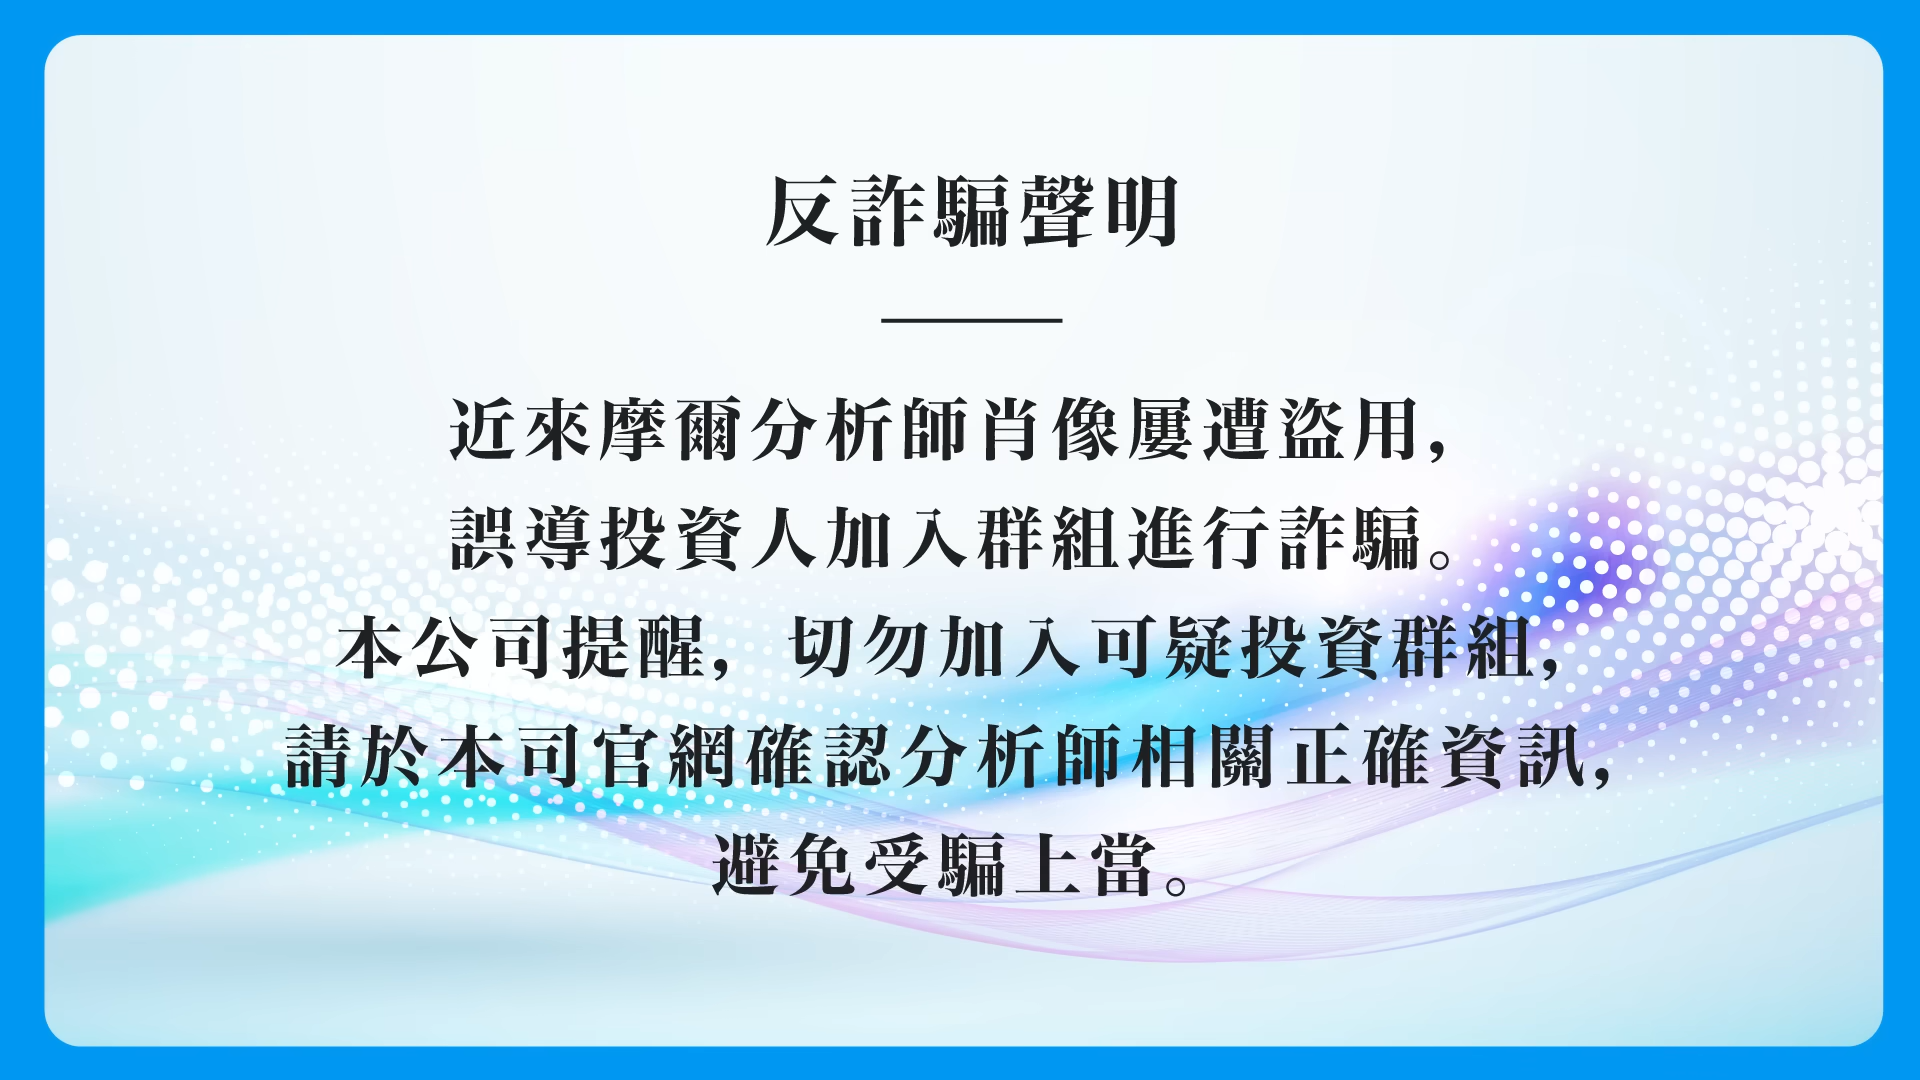 反詐騙聲明
近來摩爾分析師肖像屢遭盜用，
誤導投資人加入群組進行詐騙。
本公司提醒，切勿加入可疑投資群組，
請於本司官網確認分析師相關正確資訊，
避免受騙上當。